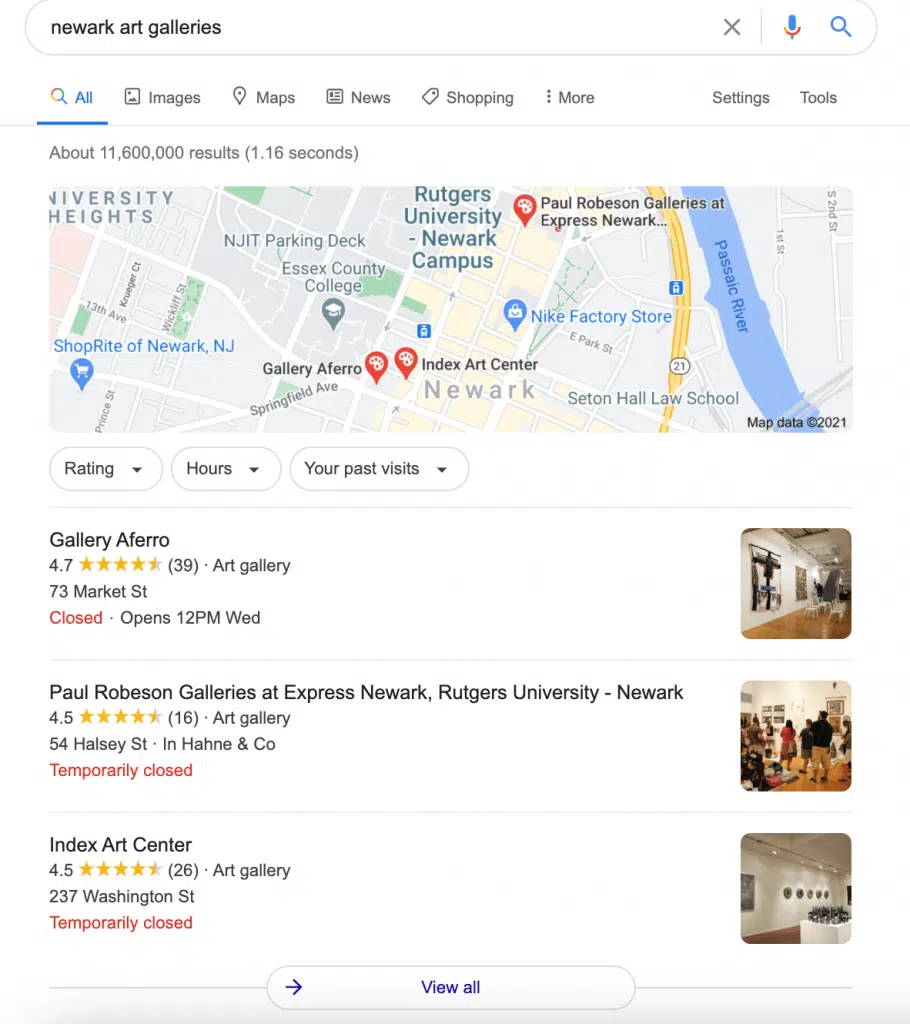 newark art galleries
All Images Maps News Shopping More Settings Tools
About 11,600,000 results (1.16 seconds)
NIVERSITY
HEIGHTS
Rutgers
University
- Newark
Campus
Paul Robeson Galleries at
Express Newark...
S 2nd St
1st St
NJIT Parking Deck
Essex County
College
Passaic River
Krueger Ct
Wickliff St
13th Ave
Nike Factory Store
E Park St
ShopRite of Newark, NJ
Gallery Aferro
Index Art Center
21
Newark
Springfield Ave
Prince St
Seton Hall Law School
Map data ©2021
Rating Hours Your past visits
Gallery Aferro
4.7 (39) · Art gallery
73 Market St
Closed · Opens 12PM Wed
Paul Robeson Galleries at Express Newark, Rutgers University - Newark
4.5 (16) · Art gallery
54 Halsey St · In Hahne & Co
Temporarily closed
Index Art Center
4.5 (26) · Art gallery
237 Washington St
Temporarily closed
View all